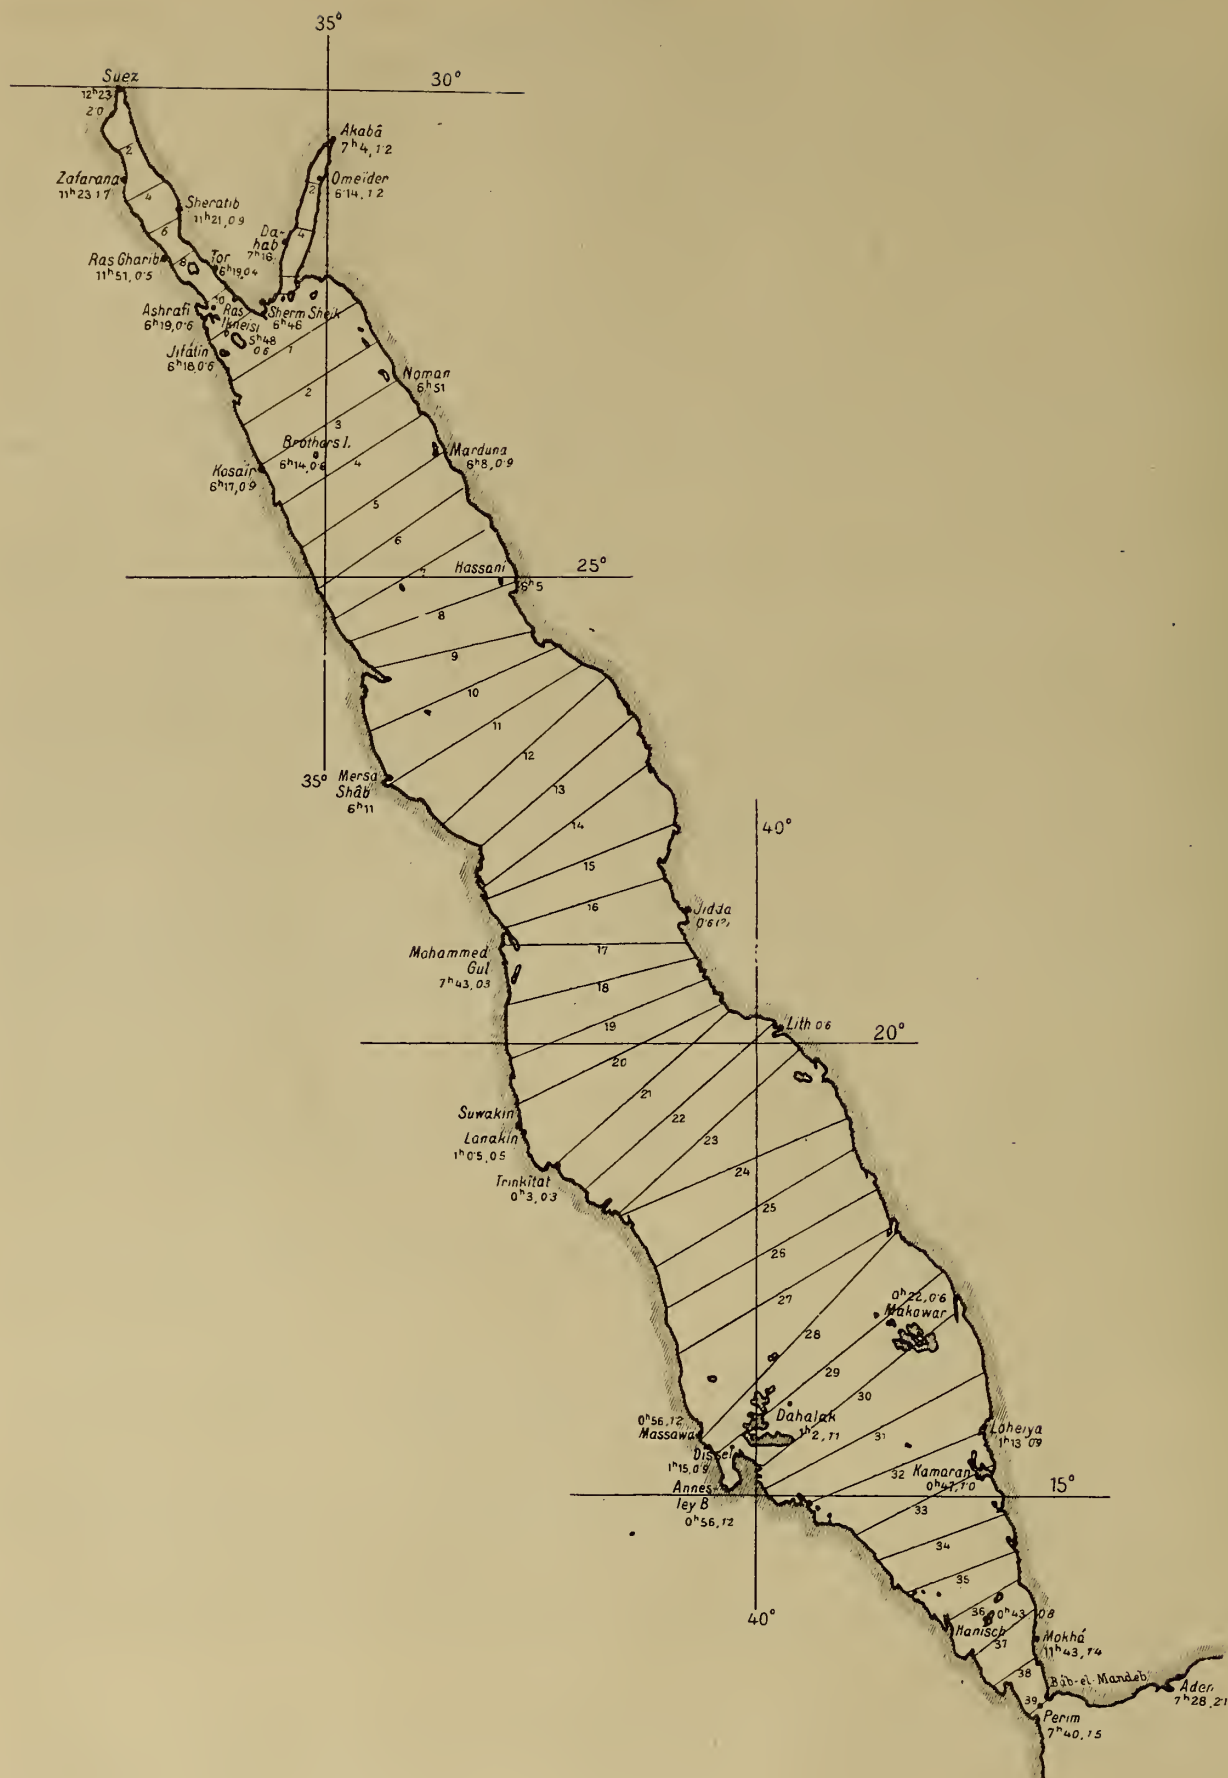 35°
30°
Suez
12ʰ23
2·0
Akabâ
7ʰ4, 1·2
2
Zafarana
11ʰ23 1·7
2
Omeïder
6·14, 1·2
4
Sheratib
11ʰ21, 0·9
6
4
Da-
hab
7ʰ16
Ras Gharib
11ʰ51, 0·5
8
Tor
6ʰ19, 0·4
10
Ashrafi
6ʰ19, 0·6
Ras
Ikneisi
5ʰ48
0·6
Sherm Sheik
6ʰ46
Jifâtin
6ʰ18, 0·6
1
Noman
6ʰ51
2
3
Brothers I.
6ʰ14, 0·6
4
Marduna
6ʰ8, 0·9
Kosair
6ʰ17, 0·9
5
6
7
Hassani
25°
6ʰ5
8
9
10
11
12
35°
Mersa
Shâb
6ʰ11
13
14
40°
15
16
Jidda
0·6(?)
17
Mohammed
Gul
7ʰ43, 0·3
18
19
Lith 0·6
20°
20
21
22
23
Suwakin
Lanakin
1ʰ0·5, 0·5
24
Trinkitat
0ʰ3, 0·3
25
26
27
0ʰ22, 0·6
Makawar
28
29
30
0ʰ56, 1·2
Massawa
Dahalak
1ʰ2, 1·1
31
Loheiya
1ʰ13 0·9
Dissel
1ʰ15, 0·9
32
Kamaran
0ʰ47, 1·0
Annes-
ley B
0ʰ56, 1·2
15°
33
34
35
36
0ʰ43, 0·8
Hanisch
40°
37
Mokhá
11ʰ43, 1·4
38
Bâb-el-Mandeb
Aden
7ʰ28, 2·1
39
Perim
7ʰ40, 1·5